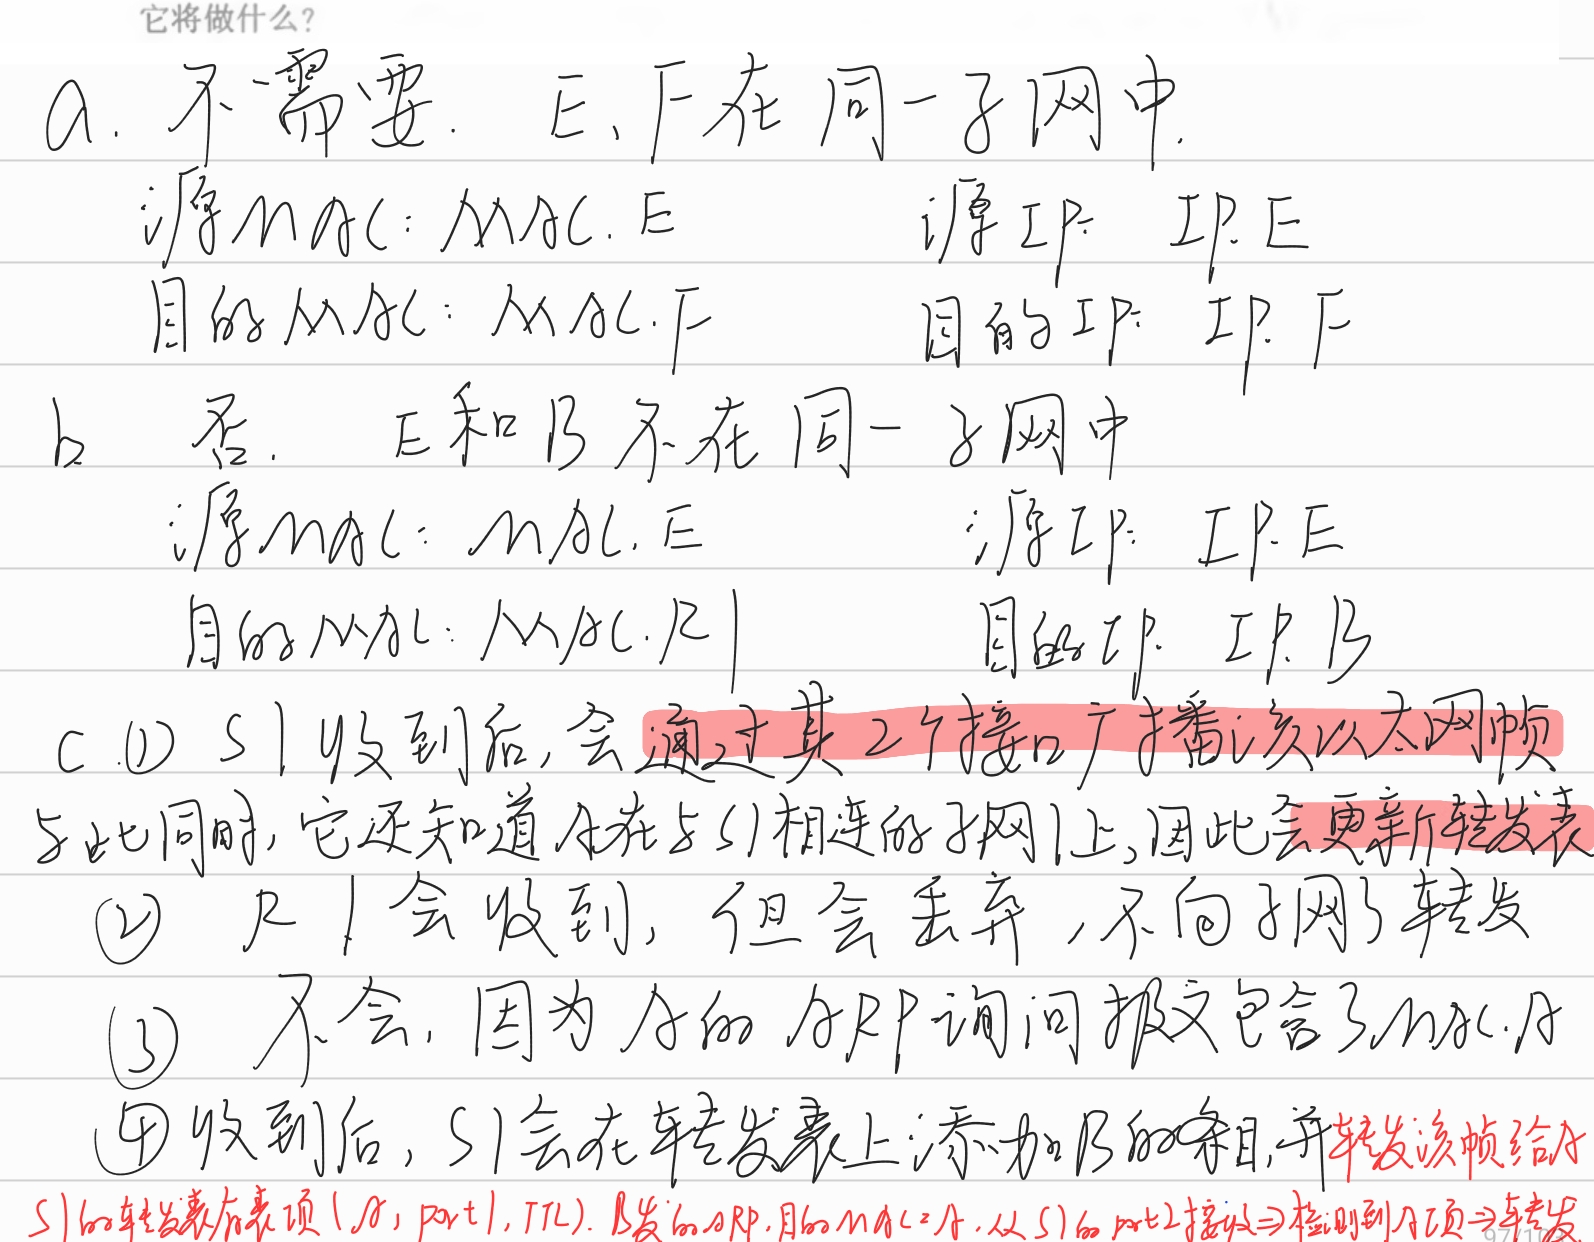 它将做什么?
a. 不需要. E、F在同一子网中.
源MAC: MAC.E 源IP: IP.E
目的MAC: MAC.F 目的IP: IP.F
b 否. E和B不在同一子网中
源MAC: MAC.E 源IP: IP.E
目的MAC: MAC.R1 目的IP. IP.B
c.① S1收到后,会通过其2个接口广播该以太网帧
与此同时,它还知道A在与S1相连的子网1上,因此会更新转发表
② R1会收到,但会丢弃,不向子网3转发
③ 不会,因为A的ARP询问报文包含了MAC.A
④收到后,S1会在转发表上添加B的条目,并转发该帧给A
S1的转发表有表项(A, port1, TTL). B发的ARP.目的MAC=A.从S1的port2接收⇒检测到A项⇒转发